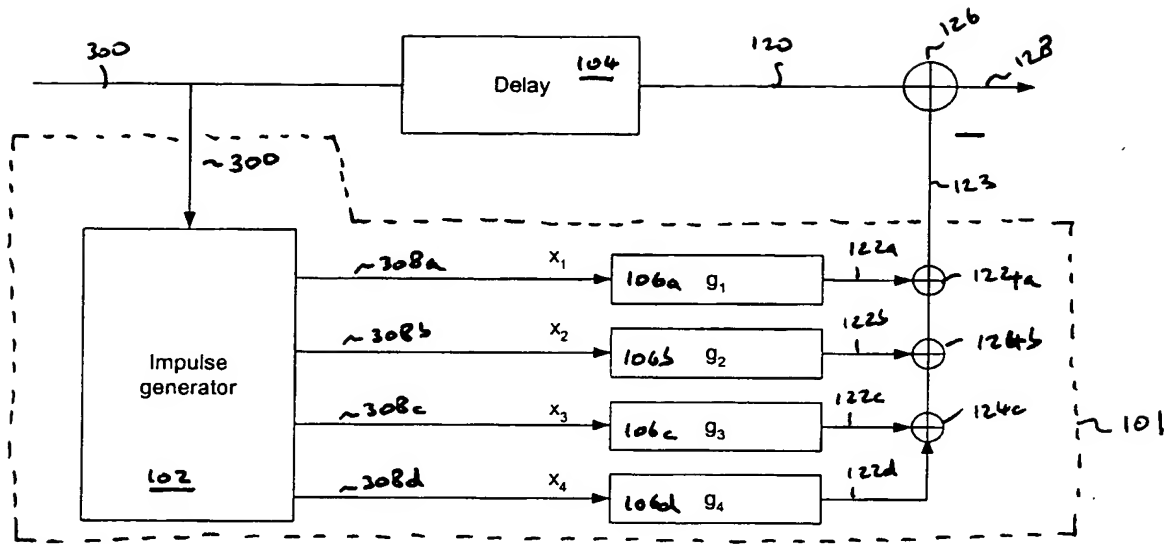 300
Delay
104
120
126
128
~300
123
Impulse generator
102
~308a
x1
106a
g1
122a
1224a
~308b
x2
106b
g2
122b
124b
~308c
x3
106c
g3
122c
124c
~308d
x4
106d
g4
122d
101